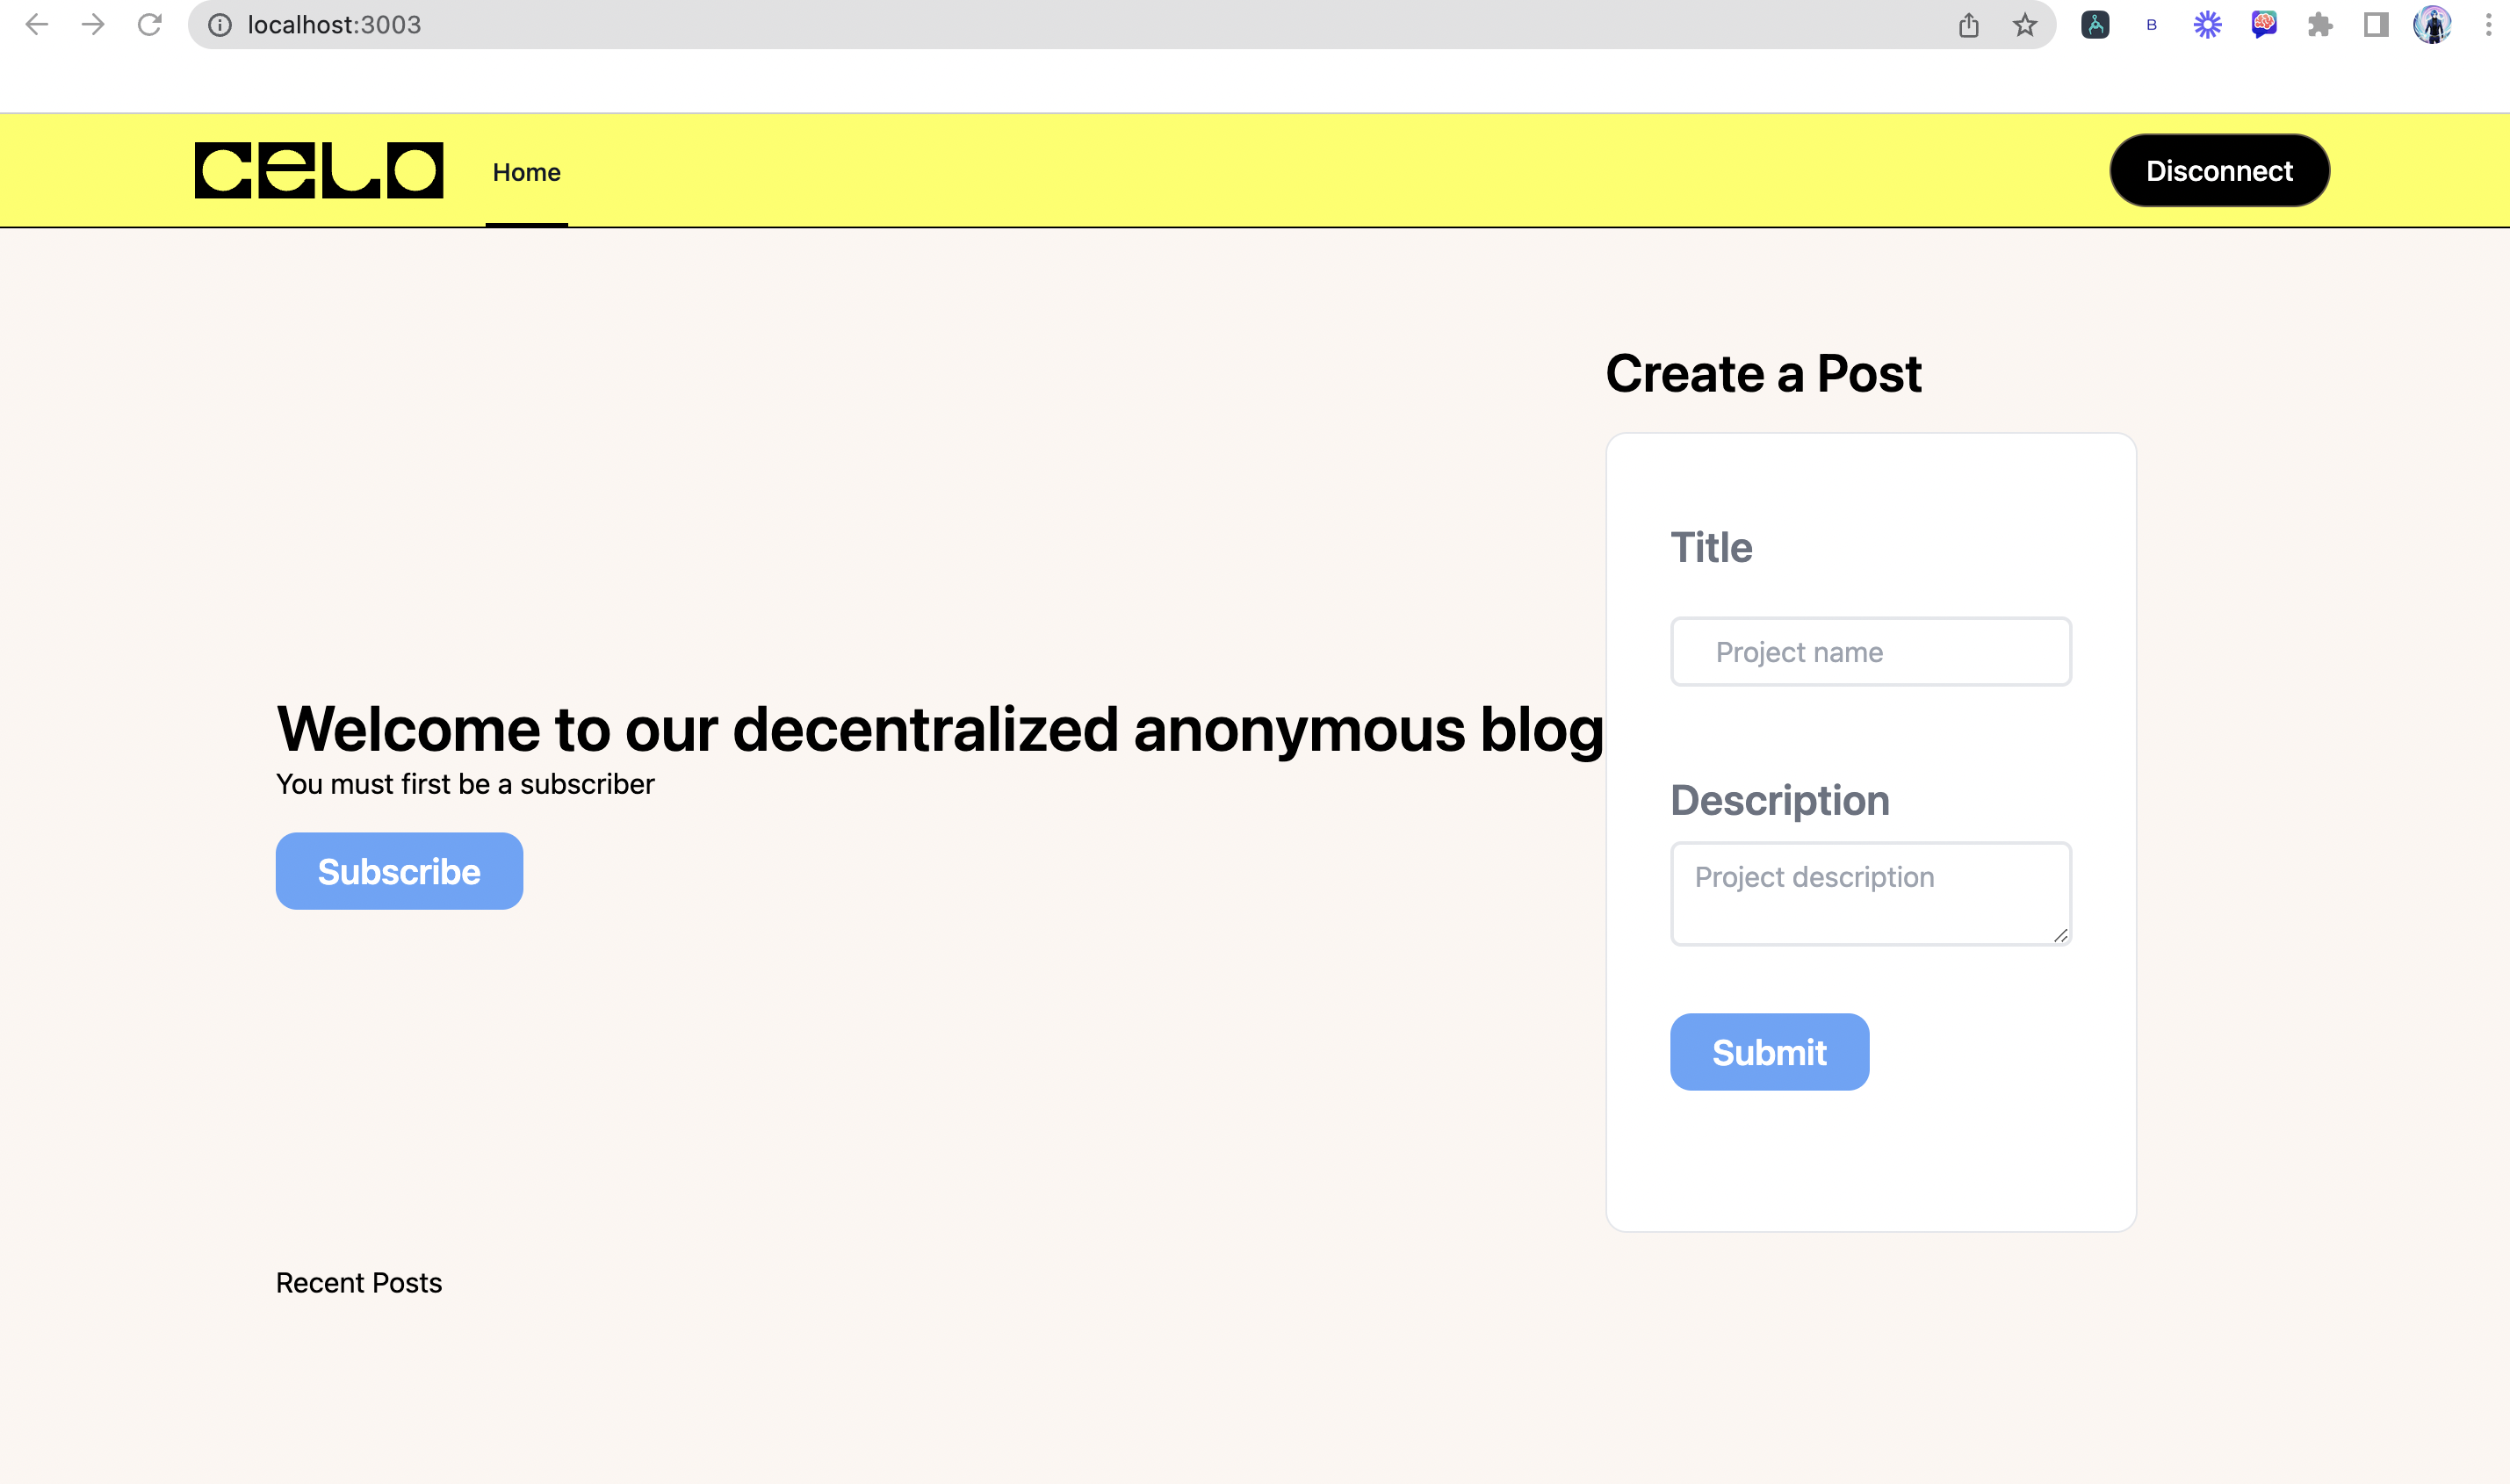 localhost:3003
B
CELO
Home
Disconnect
Create a Post
Title
Project name
Welcome to our decentralized anonymous blog
You must first be a subscriber
Subscribe
Description
Project description
Submit
Recent Posts